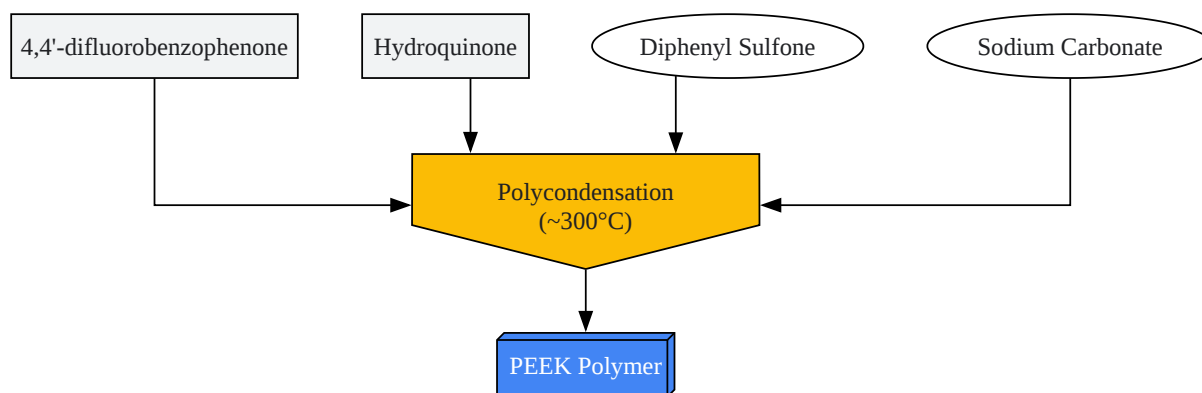 4,4'-difluorobenzophenone
Hydroquinone
Diphenyl Sulfone
Sodium Carbonate
Polycondensation
(~300°C)
PEEK Polymer